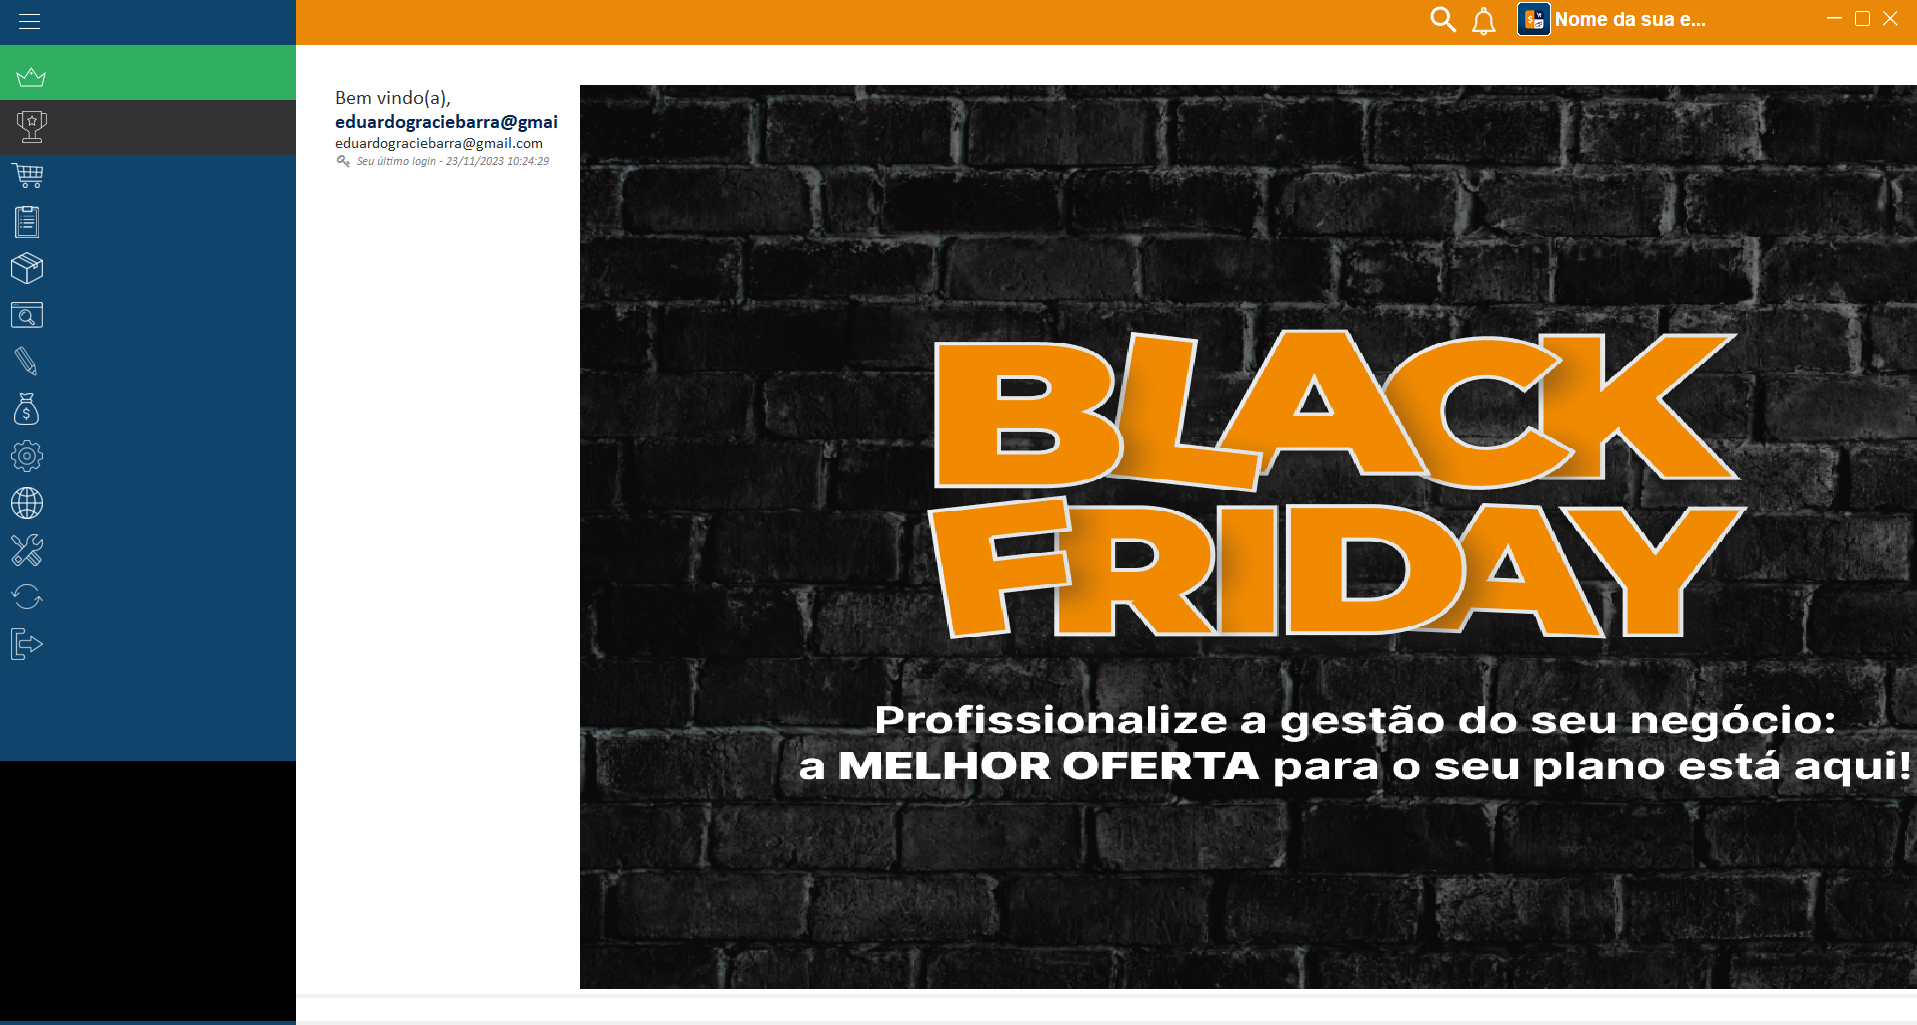 Nome da sua e...
Bem vindo(a),
eduardograciebarra@gmai
eduardograciebarra@gmail.com
Seu último login - 23/11/2023 10:24:29
BLACK
FRIDAY
Profissionalize a gestão do seu negócio:
a MELHOR OFERTA para o seu plano está aqui!